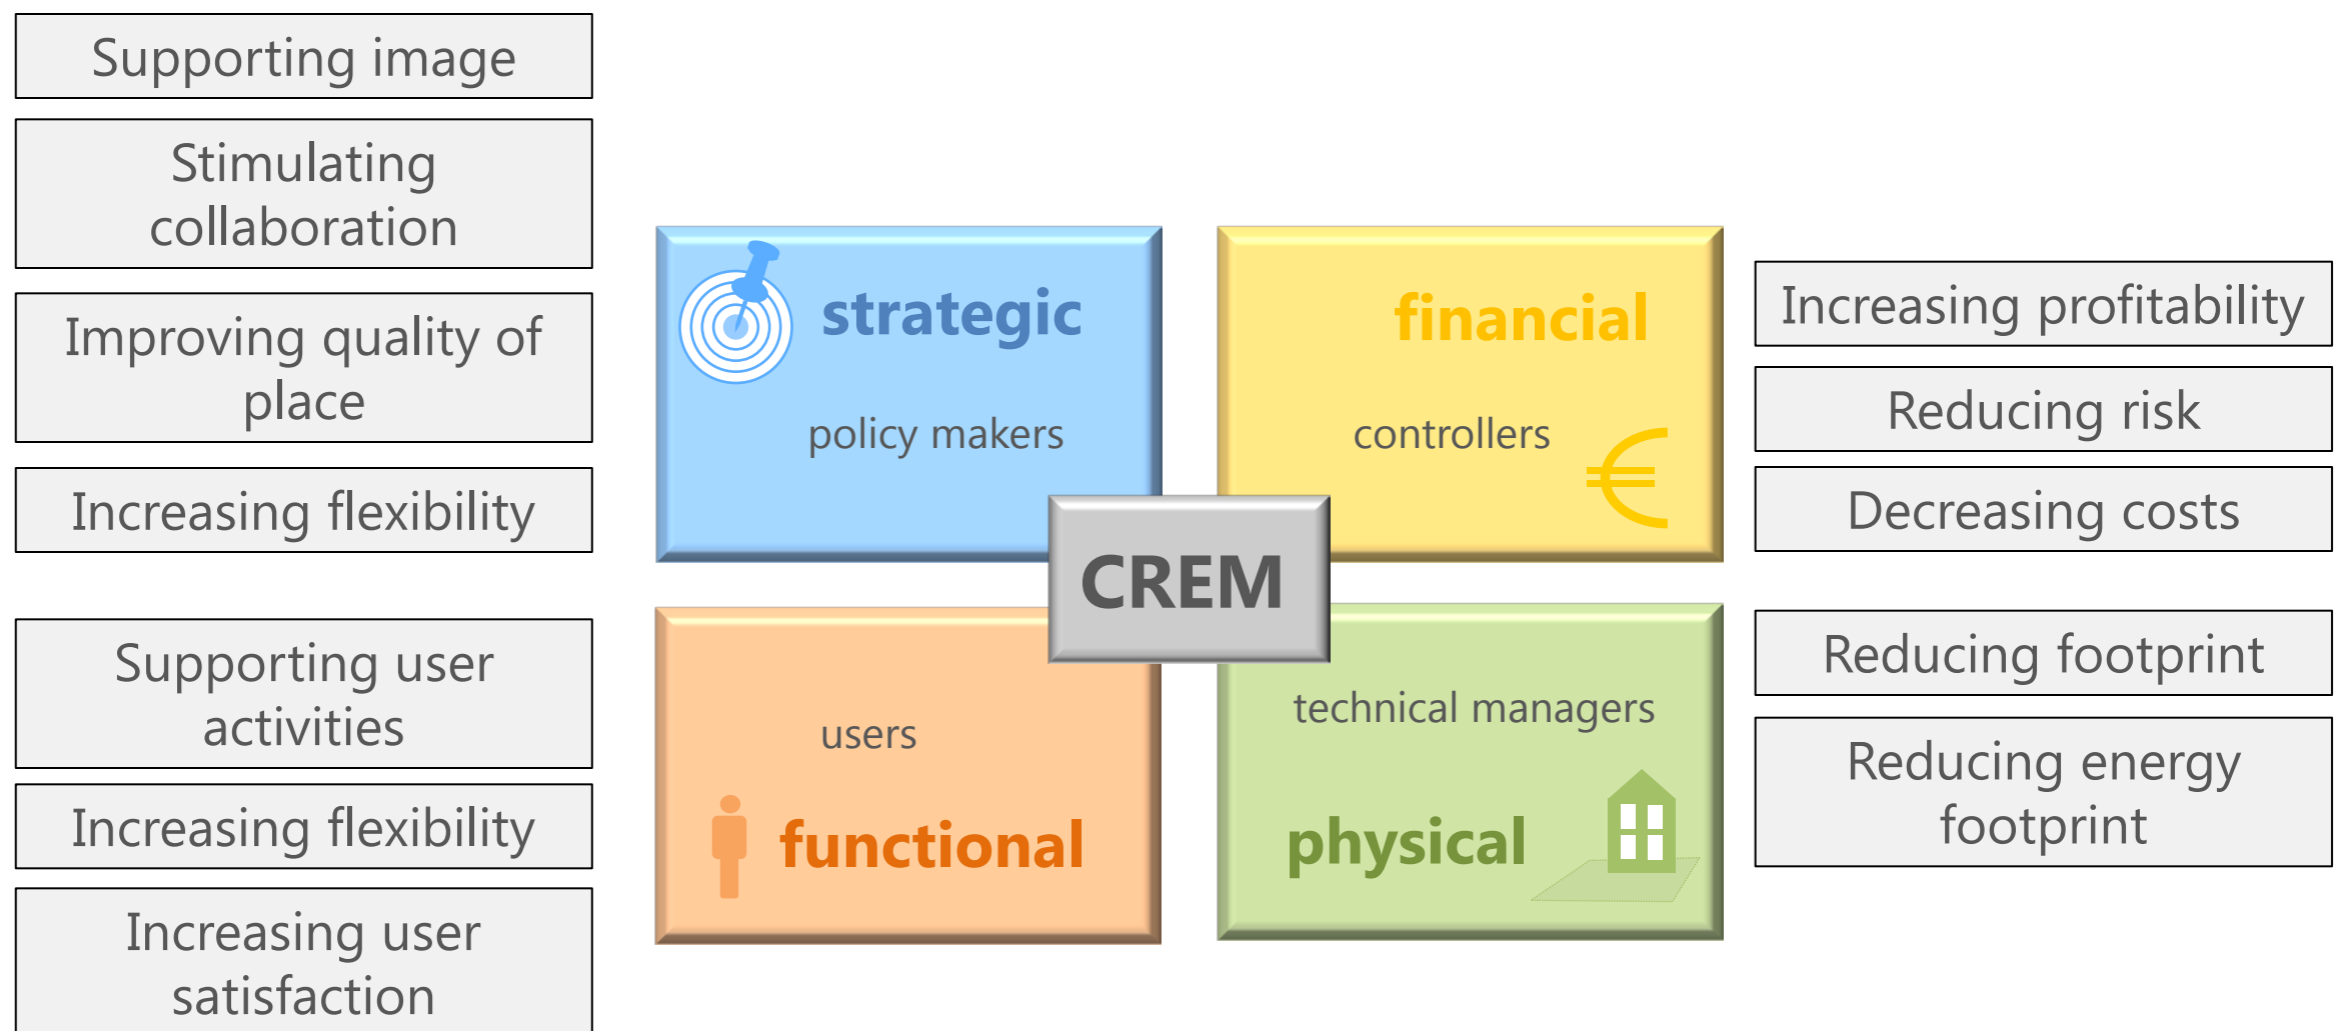 Supporting image
Stimulating
collaboration
Improving quality of
place
Increasing flexibility
Supporting user
activities
Increasing flexibility
Increasing user
satisfaction
strategic
policy makers
financial
controllers
€
CREM
users
functional
technical managers
physical
Increasing profitability
Reducing risk
Decreasing costs
Reducing footprint
Reducing energy
footprint